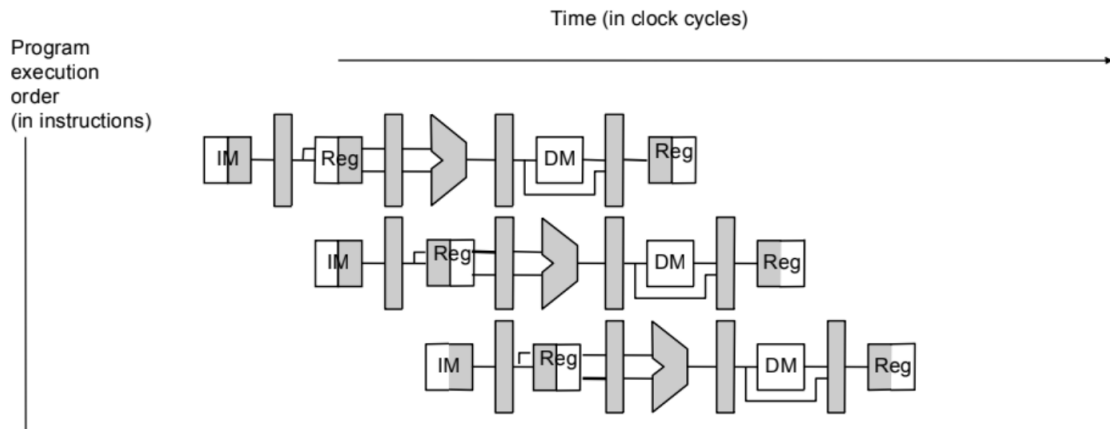 Time (in clock cycles)
Program
execution
order
(in instructions)
IM Reg DM Reg
IM Reg DM Reg
IM Reg DM Reg